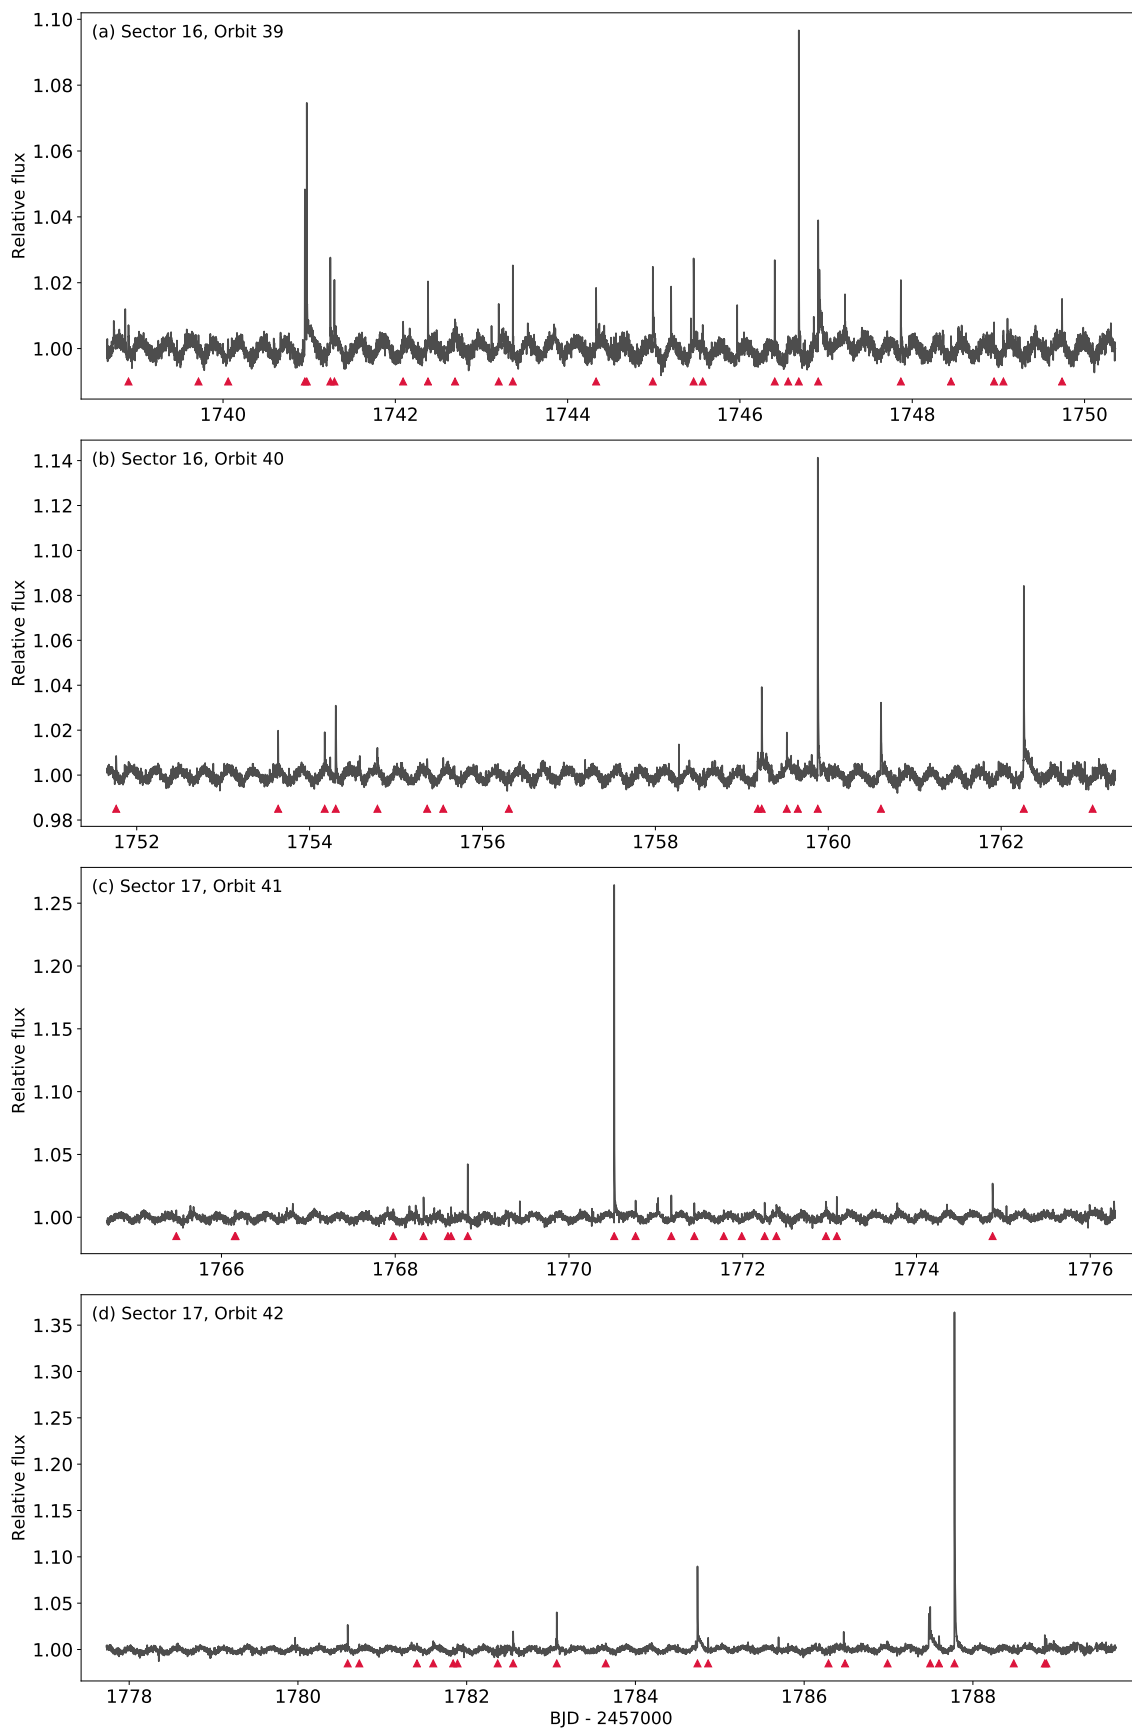 (a) Sector 16, Orbit 39
1.10
1.08
1.06
1.04
1.02
1.00
Relative flux
1740 1742 1744 1746 1748 1750
(b) Sector 16, Orbit 40
1.14
1.12
1.10
1.08
1.06
1.04
1.02
1.00
0.98
Relative flux
1752 1754 1756 1758 1760 1762
(c) Sector 17, Orbit 41
1.25
1.20
1.15
1.10
1.05
1.00
Relative flux
1766 1768 1770 1772 1774 1776
(d) Sector 17, Orbit 42
1.35
1.30
1.25
1.20
1.15
1.10
1.05
1.00
Relative flux
1778 1780 1782 1784 1786 1788
BJD - 2457000